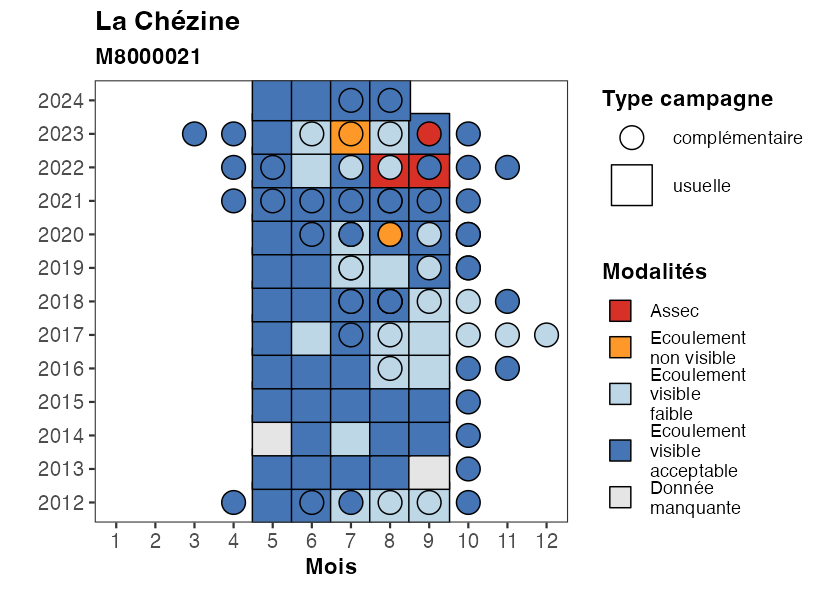 La Chézine
M8000021
2024
2023
2022
2021
2020
2019
2018
2017
2016
2015
2014
2013
2012
1 2 3 4 5 6 7 8 9 10 11 12
Mois
Type campagne
complémentaire
usuelle
Modalités
Assec
Ecoulement
non visible
Ecoulement
visible
faible
Ecoulement
visible
acceptable
Donnée
manquante